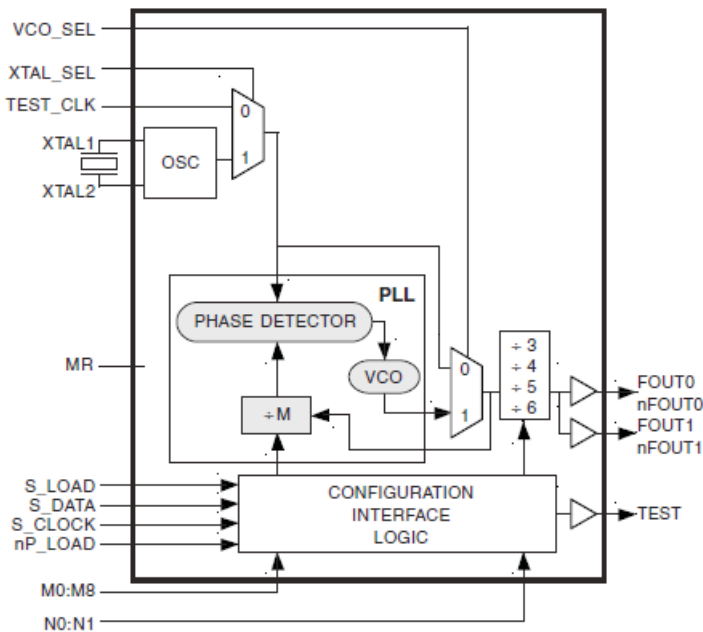 VCO_SEL
XTAL_SEL
TEST_CLK
0
XTAL1
OSC
1
XTAL2
PLL
PHASE DETECTOR
÷ 3
÷ 4
÷ 5
÷ 6
MR
VCO
0
1
FOUT0
nFOUT0
FOUT1
nFOUT1
÷M
S_LOAD
S_DATA
S_CLOCK
nP_LOAD
CONFIGURATION
INTERFACE
LOGIC
TEST
M0:M8
N0:N1